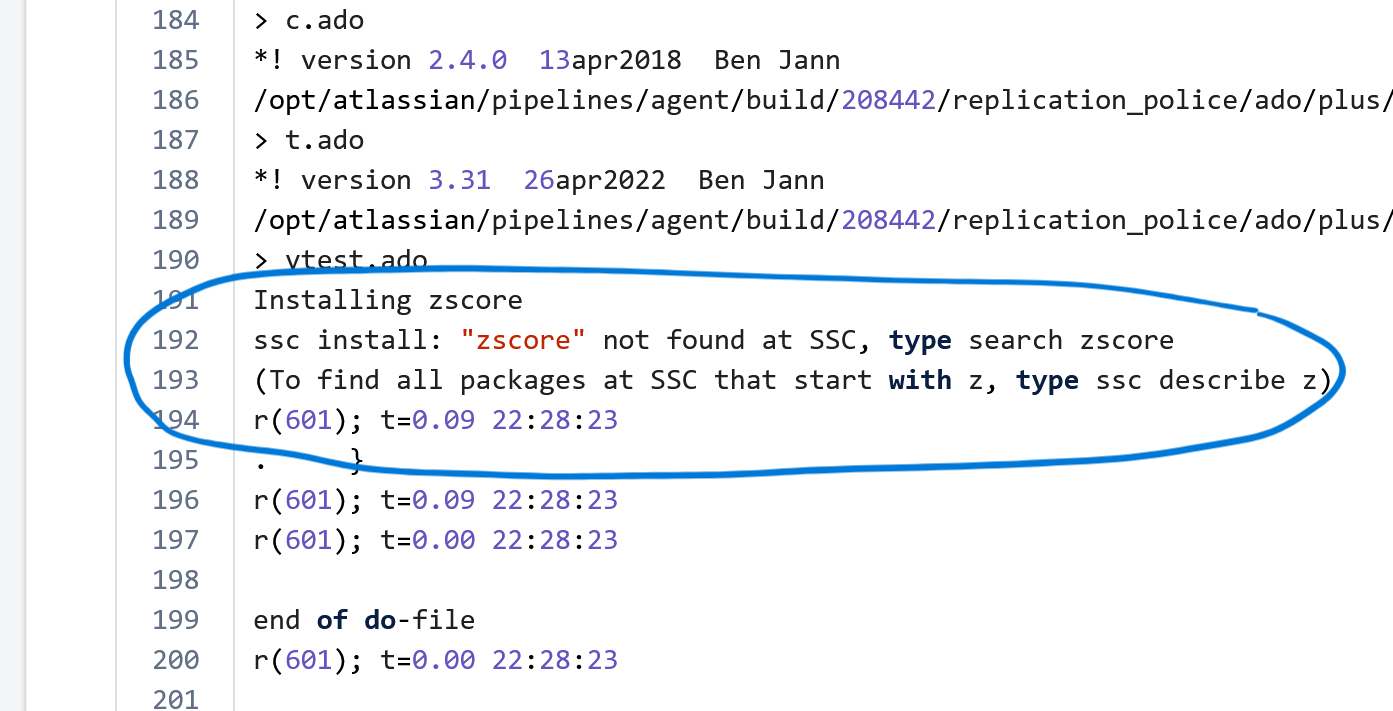 184 > c.ado
185 *! version 2.4.0  13apr2018  Ben Jann
186 /opt/atlassian/pipelines/agent/build/208442/replication_police/ado/plus/
187 > t.ado
188 *! version 3.31  26apr2022  Ben Jann
189 /opt/atlassian/pipelines/agent/build/208442/replication_police/ado/plus/
190 > vtest.ado
191 Installing zscore
192 ssc install: "zscore" not found at SSC, type search zscore
193 (To find all packages at SSC that start with z, type ssc describe z)
194 r(601); t=0.09 22:28:23
195 .     }
196 r(601); t=0.09 22:28:23
197 r(601); t=0.00 22:28:23
198
199 end of do-file
200 r(601); t=0.00 22:28:23
201